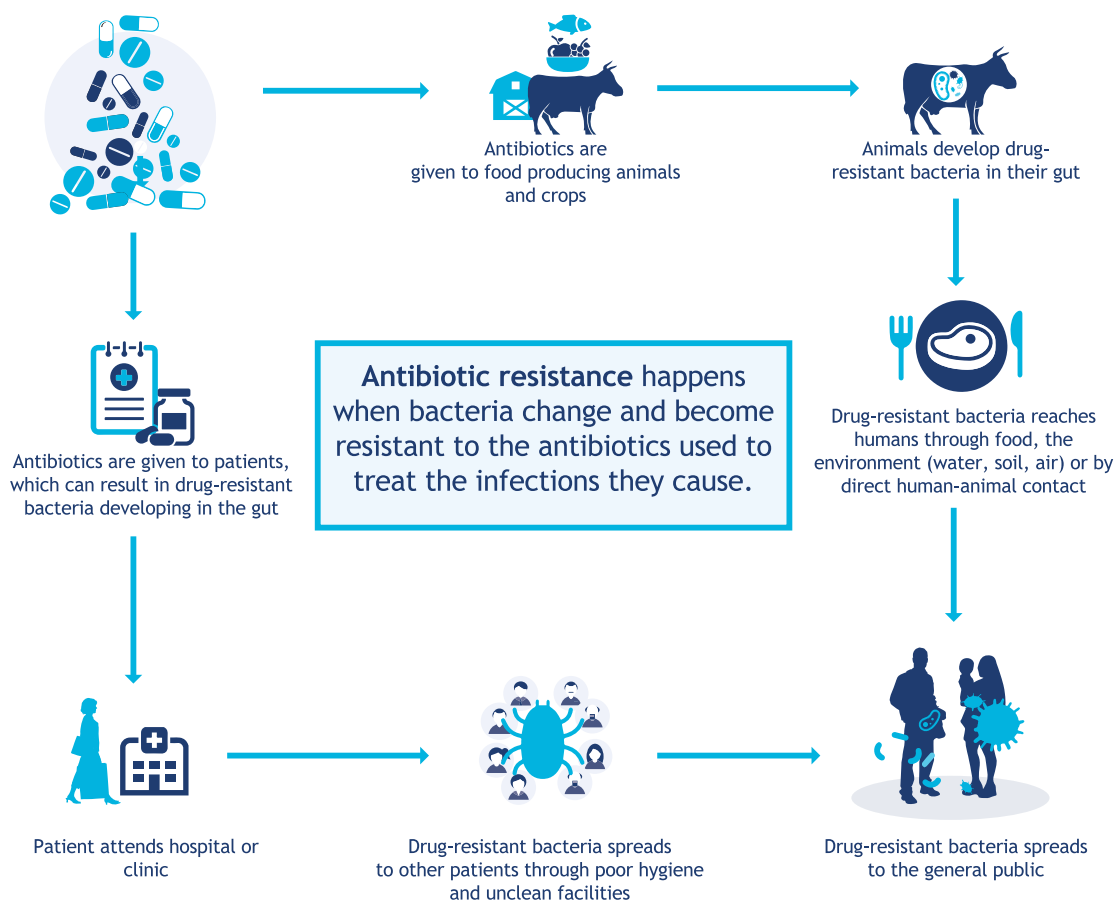 Antibiotics are
given to food producing animals
and crops
Animals develop drug-
resistant bacteria in their gut
Antibiotic resistance happens
when bacteria change and become
resistant to the antibiotics used to
treat the infections they cause.
Drug-resistant bacteria reaches
humans through food, the
environment (water, soil, air) or by
direct human-animal contact
Antibiotics are given to patients,
which can result in drug-resistant
bacteria developing in the gut
Patient attends hospital or
clinic
Drug-resistant bacteria spreads
to other patients through poor hygiene
and unclean facilities
Drug-resistant bacteria spreads
to the general public